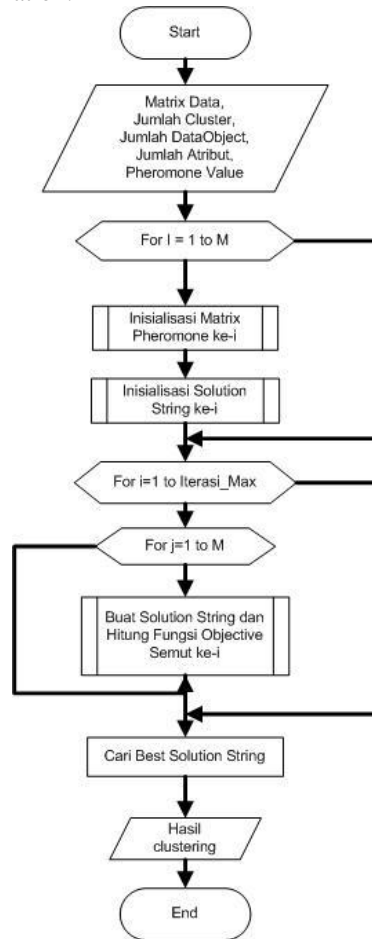 Start
Matrix Data,
Jumlah Cluster,
Jumlah DataObject,
Jumlah Atribut,
Pheromone Value
For I = 1 to M
Inisialisasi Matrix
Pheromone ke-i
Inisialisasi Solution
String ke-i
For i=1 to Iterasi_Max
For j=1 to M
Buat Solution String dan
Hitung Fungsi Objective
Semut ke-i
Cari Best Solution String
Hasil
clustering
End